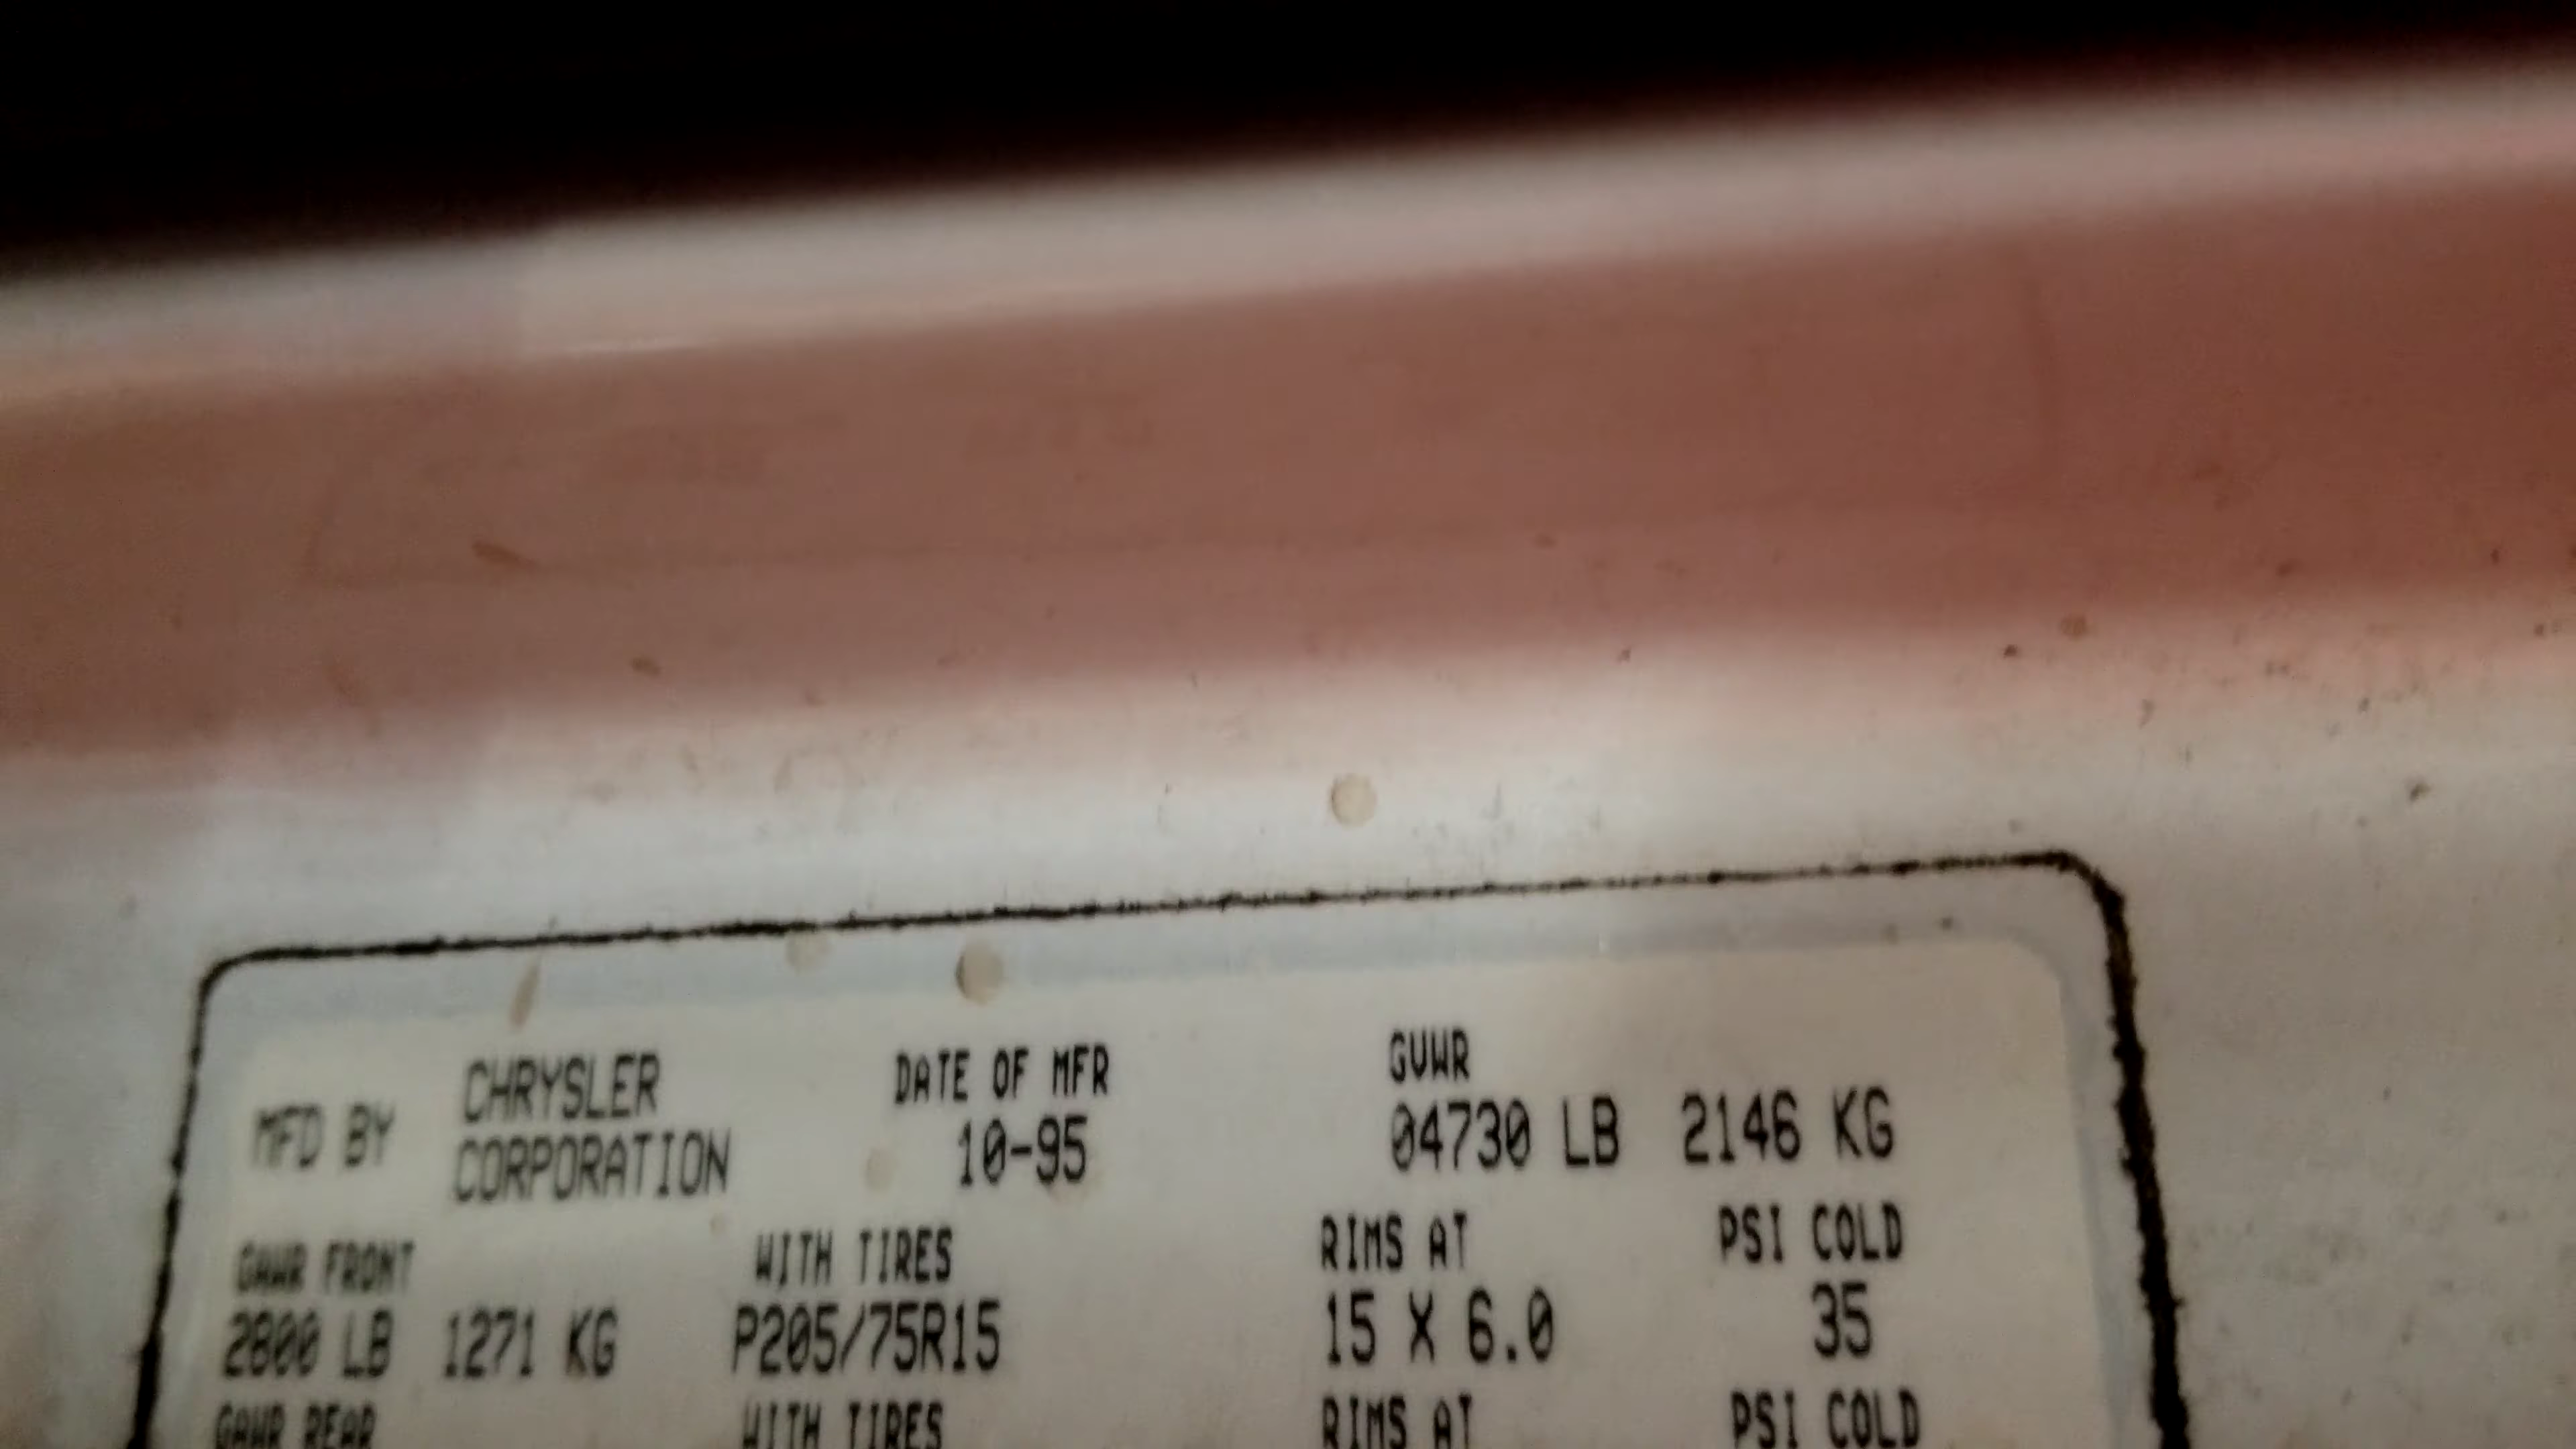 MFD BY CHRYSLER CORPORATION DATE OF MFR 10-95 GVWR 04730 LB 2146 KG
GAWR FRONT WITH TIRES RIMS AT PSI COLD
2800 LB 1271 KG P205/75R15 15 X 6.0 35
GAWR REAR WITH TIRES RIMS AT PSI COLD